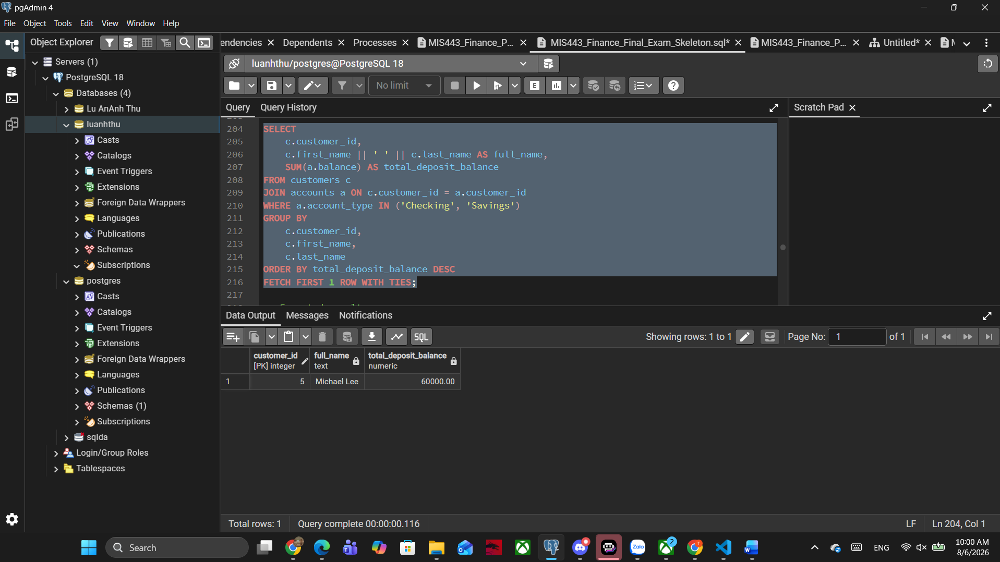 pgAdmin 4
File Object Tools Edit View Window Help
Object Explorer
endencies Dependents Processes MIS443_Finance_P... MIS443_Finance_Final_Exam_Skeleton.sql* MIS443_Finance_P... Untitled*
Servers (1)
PostgreSQL 18
Databases (4)
Lu AnAnh Thu
luanhthu
Casts
Catalogs
Event Triggers
Extensions
Foreign Data Wrappers
Languages
Publications
Schemas
Subscriptions
postgres
Casts
Catalogs
Event Triggers
Extensions
Foreign Data Wrappers
Languages
Publications
Schemas (1)
Subscriptions
sqlda
Login/Group Roles
Tablespaces
luanhthu/postgres@PostgreSQL 18
No limit
E
Query Query History
Scratch Pad
204 SELECT
205 c.customer_id,
206 c.first_name || ' ' || c.last_name AS full_name,
207 SUM(a.balance) AS total_deposit_balance
208 FROM customers c
209 JOIN accounts a ON c.customer_id = a.customer_id
210 WHERE a.account_type IN ('Checking', 'Savings')
211 GROUP BY
212 c.customer_id,
213 c.first_name,
214 c.last_name
215 ORDER BY total_deposit_balance DESC
216 FETCH FIRST 1 ROW WITH TIES;
217
Data Output Messages Notifications
SQL
Showing rows: 1 to 1 Page No: 1 of 1
customer_id full_name total_deposit_balance
[PK] integer text numeric
1 5 Michael Lee 60000.00
Total rows: 1 Query complete 00:00:00.116 LF Ln 204, Col 1
Search
Zalo
2
ENG
10:00 AM
8/6/2026